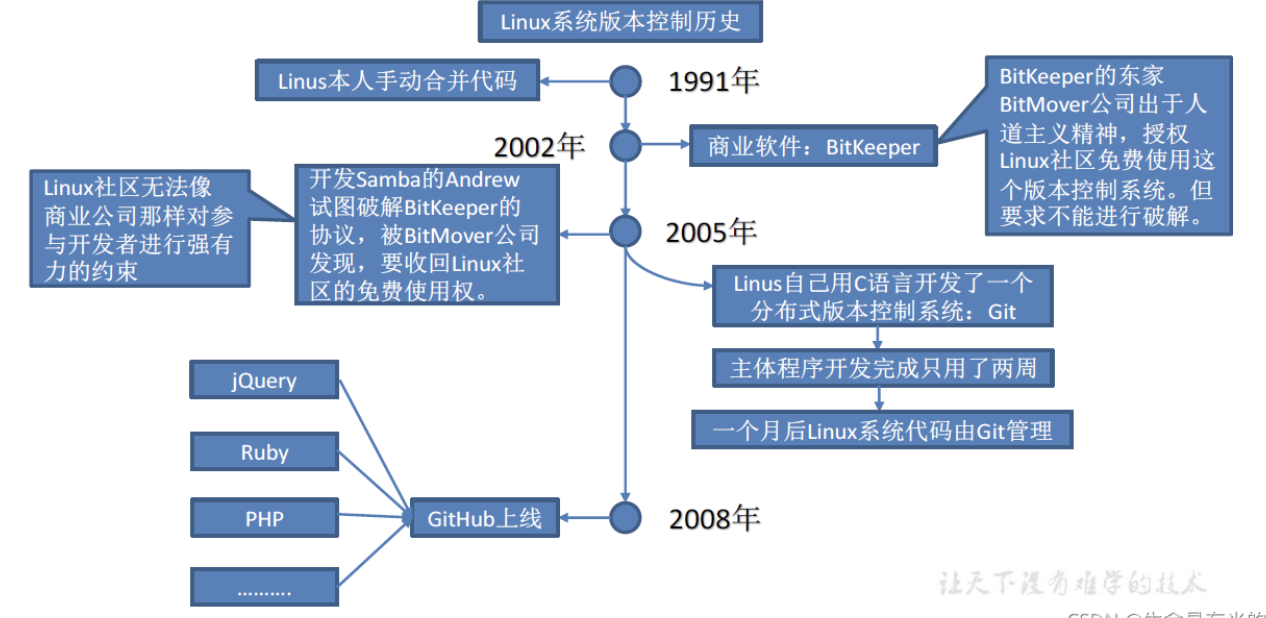 Linux系统版本控制历史
Linus本人手动合并代码
1991年
BitKeeper的东家
BitMover公司出于人
道主义精神，授权
Linux社区免费使用这
个版本控制系统。但
要求不能进行破解。
2002年
商业软件：BitKeeper
Linux社区无法像
商业公司那样对参
与开发者进行强有
力的约束
开发Samba的Andrew
试图破解BitKeeper的
协议，被BitMover公司
发现，要收回Linux社
区的免费使用权。
2005年
Linus自己用C语言开发了一个
分布式版本控制系统：Git
主体程序开发完成只用了两周
一个月后Linux系统代码由Git管理
jQuery
Ruby
PHP
……….
GitHub上线
2008年
让天下没有难学的技术